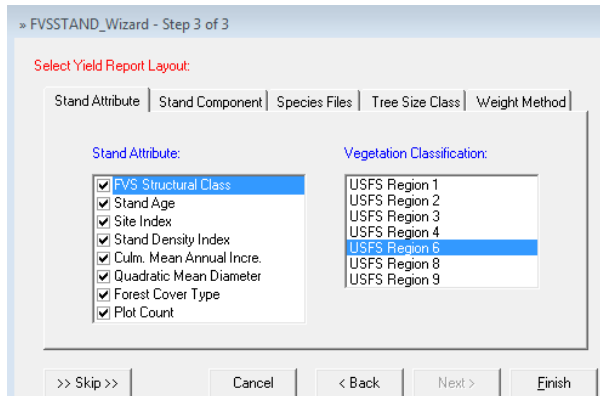 » FVSSTAND_Wizard - Step 3 of 3
Select Yield Report Layout:
Stand Attribute Stand Component Species Files Tree Size Class Weight Method
Stand Attribute:
FVS Structural Class
Stand Age
Site Index
Stand Density Index
Culm. Mean Annual Incre.
Quadratic Mean Diameter
Forest Cover Type
Plot Count
Vegetation Classification:
USFS Region 1
USFS Region 2
USFS Region 3
USFS Region 4
USFS Region 6
USFS Region 8
USFS Region 9
>> Skip >> Cancel < Back Next > Finish